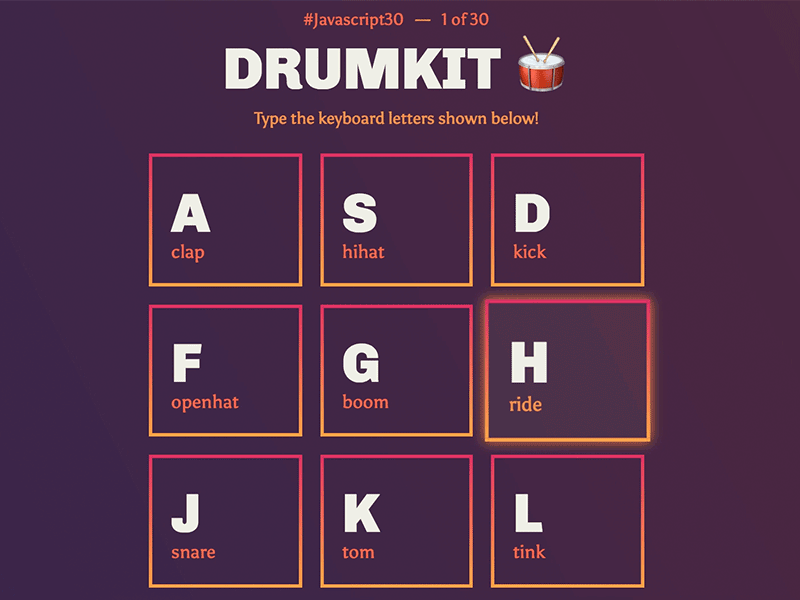 #Javascript30 — 1 of 30
DRUMKIT
Type the keyboard letters shown below!
A
clap
S
hihat
D
kick
F
openhat
G
boom
H
ride
J
snare
K
tom
L
tink